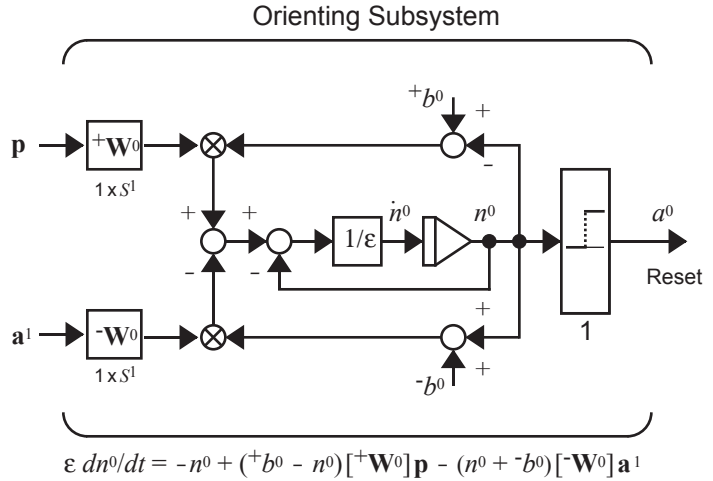 Orienting Subsystem
⁺b⁰
+
p
⁺W⁰
-
1 x S¹
+
+
ṅ⁰
n⁰
a⁰
1/ε
-
-
Reset
+
a¹
⁻W⁰
1
1 x S¹
+
⁻b⁰
ε dn⁰/dt = -n⁰ + (⁺b⁰ - n⁰) [⁺W⁰] p - (n⁰ + ⁻b⁰) [⁻W⁰] a¹